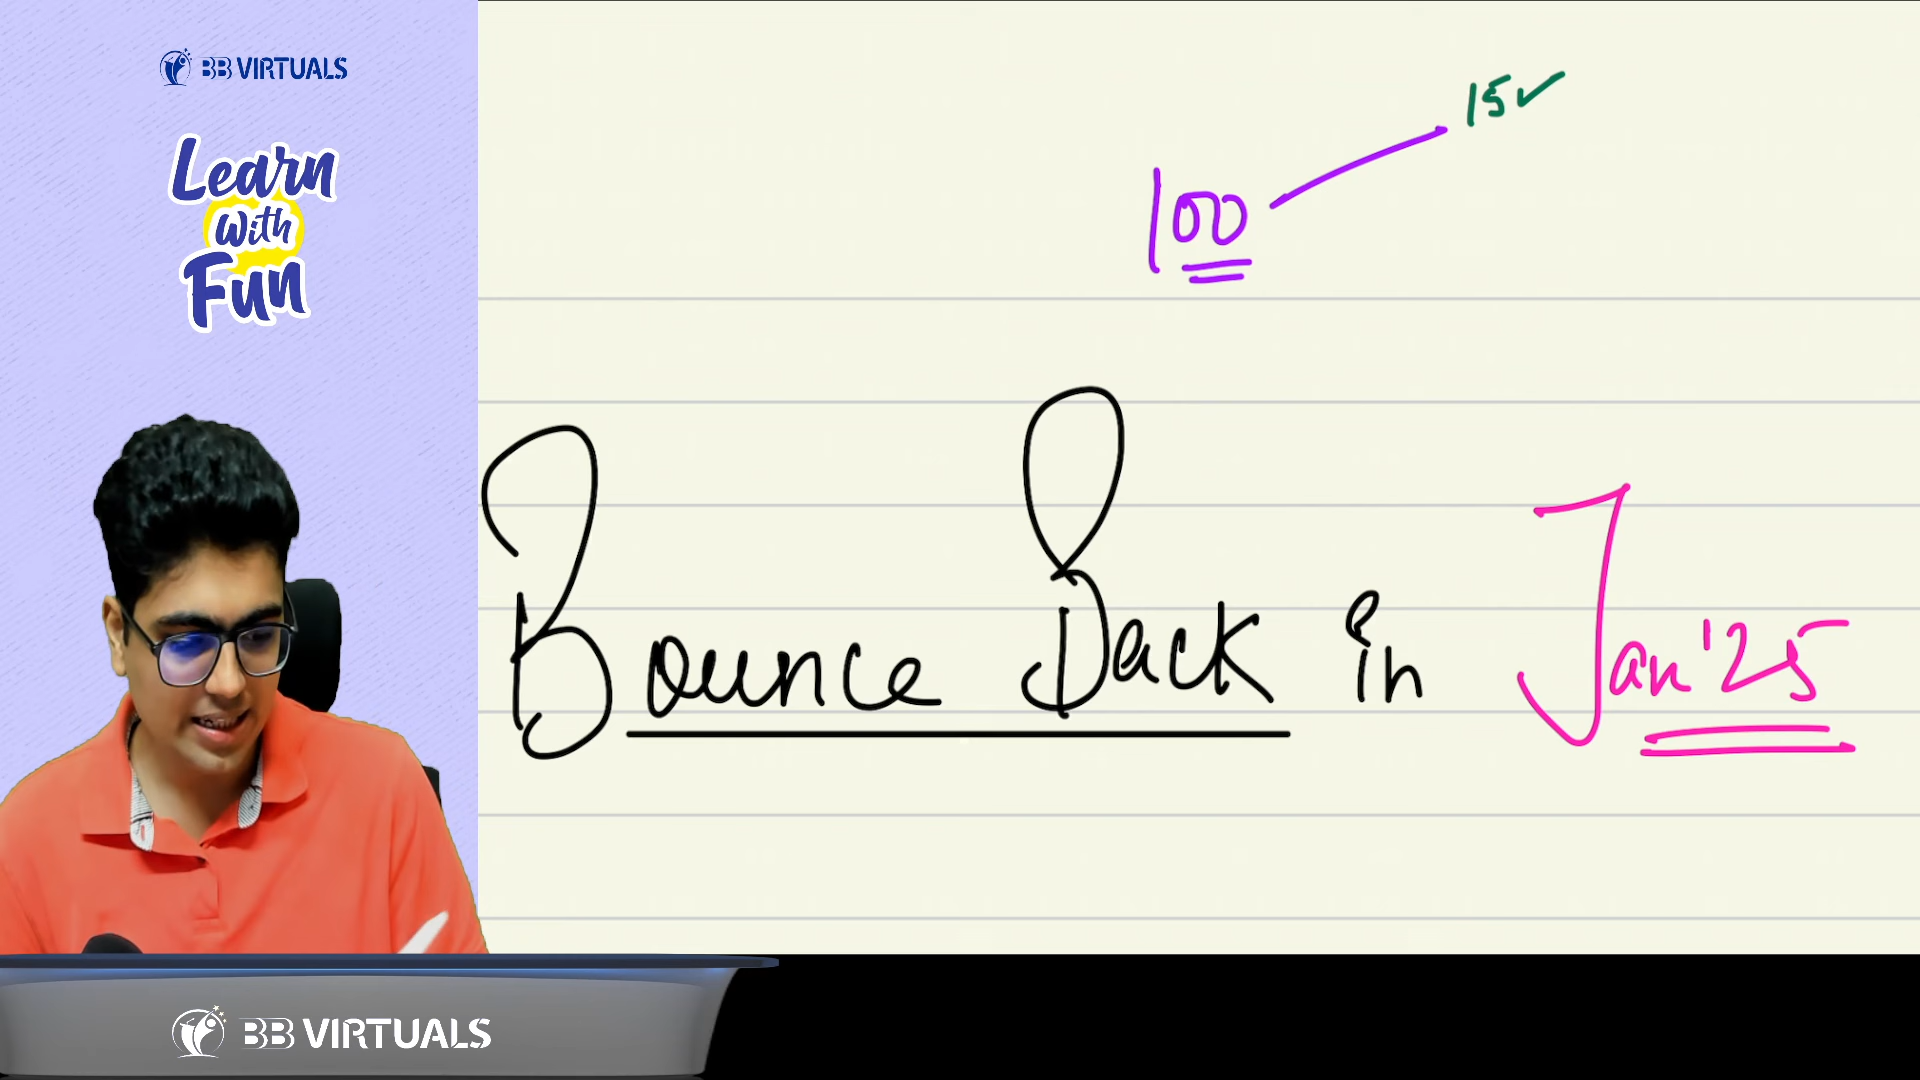 BB VIRTUALS
Learn
With
Fun
15✓
100
Bounce Back in Jan'25
BB VIRTUALS